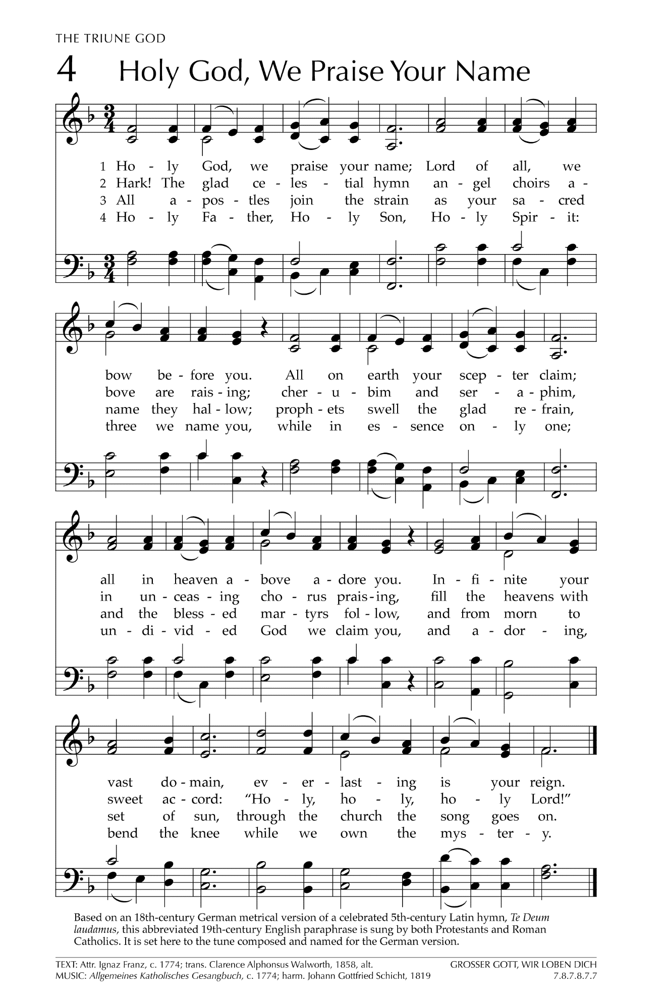 THE TRIUNE GOD
4 Holy God, We Praise Your Name
3 4
1 Ho - ly God, we praise your name; Lord of all, we
2 Hark! The glad ce - les - tial hymn an - gel choirs a -
3 All a - pos - tles join the strain as your sa - cred
4 Ho - ly Fa - ther, Ho - ly Son, Ho - ly Spir - it:
3 4
bow be - fore you. All on earth your scep - ter claim;
bove are rais - ing; cher - u - bim and ser - a - phim,
name they hal - low; proph - ets swell the glad re - frain,
three we name you, while in es - sence on - ly one;
all in heaven a - bove a - dore you. In - fi - nite your
in un - ceas - ing cho - rus prais - ing, fill the heavens with
and the bless - ed mar - tyrs fol - low, and from morn to
un - di - vid - ed God we claim you, and a - dor - ing,
vast do - main, ev - er - last - ing is your reign.
sweet ac - cord: “Ho - ly, ho - ly, ho - ly Lord!”
set of sun, through the church the song goes on.
bend the knee while we own the mys - ter - y.
Based on an 18th-century German metrical version of a celebrated 5th-century Latin hymn, Te Deum
laudamus, this abbreviated 19th-century English paraphrase is sung by both Protestants and Roman
Catholics. It is set here to the tune composed and named for the German version.
TEXT: Attr. Ignaz Franz, c. 1774; trans. Clarence Alphonsus Walworth, 1858, alt. GROSSER GOTT, WIR LOBEN DICH
MUSIC: Allgemeines Katholisches Gesangbuch, c. 1774; harm. Johann Gottfried Schicht, 1819 7.8.7.8.7.7